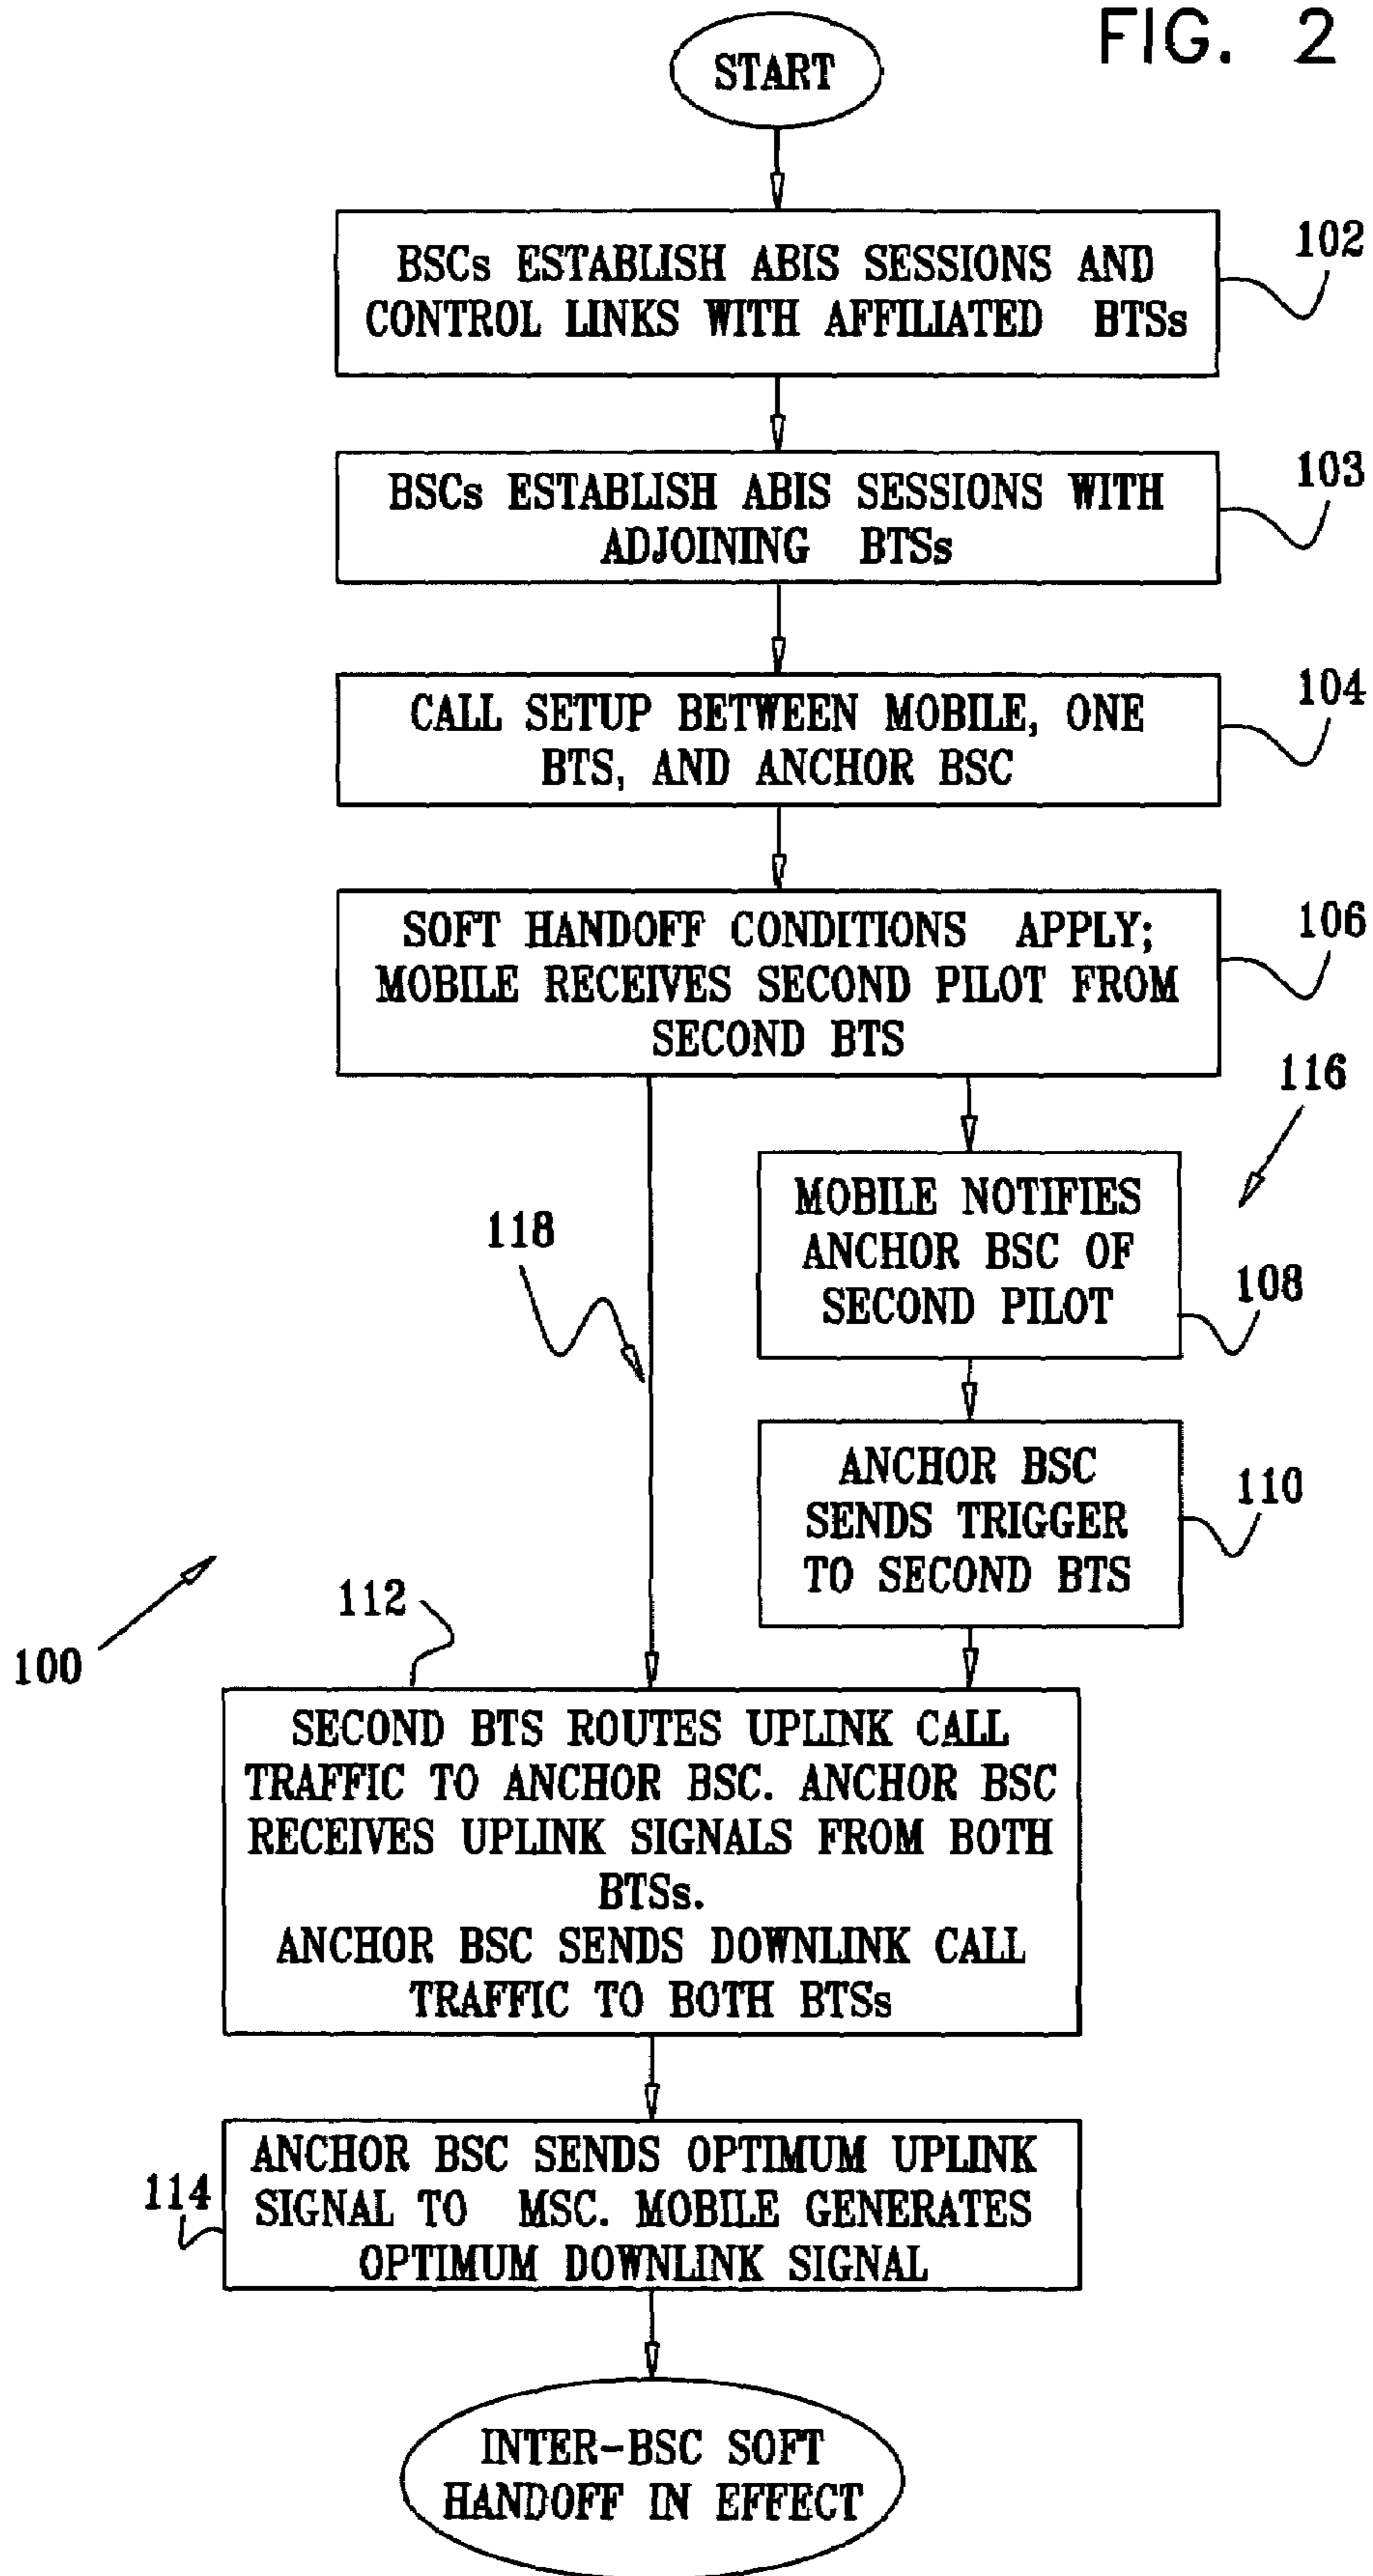 FIG. 2
START
BSCs ESTABLISH ABIS SESSIONS AND
CONTROL LINKS WITH AFFILIATED BTSs
102
BSCs ESTABLISH ABIS SESSIONS WITH
ADJOINING BTSs
103
CALL SETUP BETWEEN MOBILE, ONE
BTS, AND ANCHOR BSC
104
SOFT HANDOFF CONDITIONS APPLY;
MOBILE RECEIVES SECOND PILOT FROM
SECOND BTS
106
116
MOBILE NOTIFIES
ANCHOR BSC OF
SECOND PILOT
108
118
ANCHOR BSC
SENDS TRIGGER
TO SECOND BTS
110
100
112
SECOND BTS ROUTES UPLINK CALL
TRAFFIC TO ANCHOR BSC. ANCHOR BSC
RECEIVES UPLINK SIGNALS FROM BOTH
BTSs.
ANCHOR BSC SENDS DOWNLINK CALL
TRAFFIC TO BOTH BTSs
114
ANCHOR BSC SENDS OPTIMUM UPLINK
SIGNAL TO MSC. MOBILE GENERATES
OPTIMUM DOWNLINK SIGNAL
INTER-BSC SOFT
HANDOFF IN EFFECT